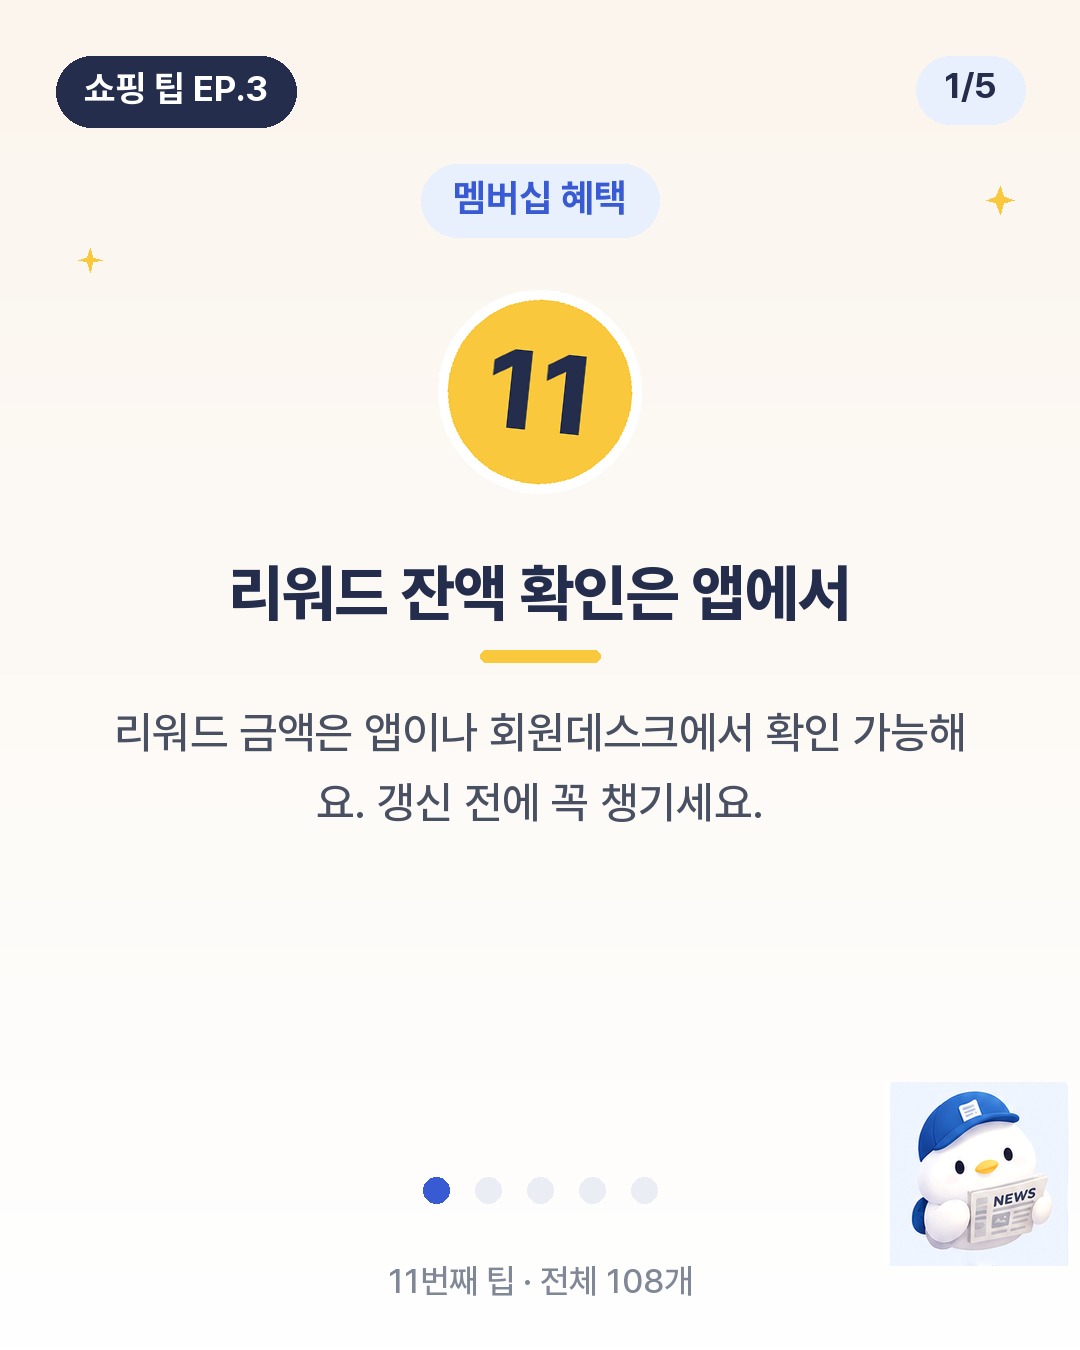 쇼핑 팁 EP.3
1/5
멤버십 혜택
11
리워드 잔액 확인은 앱에서
리워드 금액은 앱이나 회원데스크에서 확인 가능해
요. 갱신 전에 꼭 챙기세요.
NEWS
11번째 팁 · 전체 108개